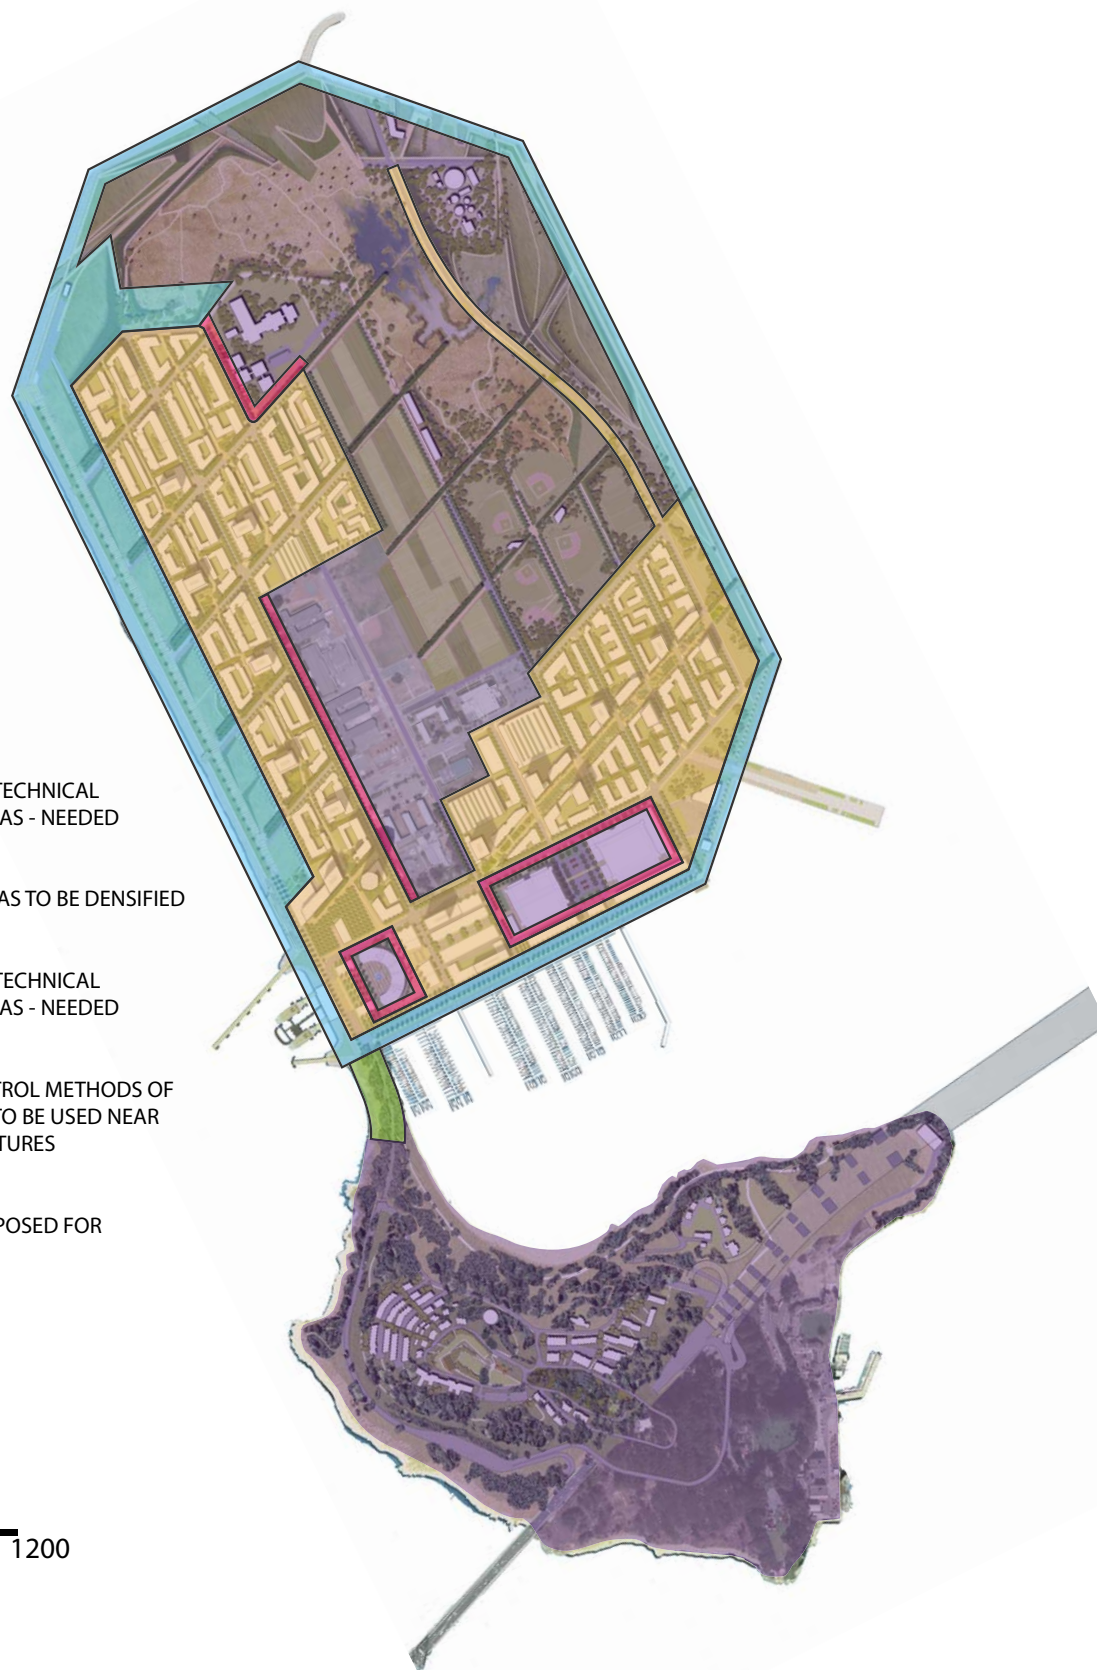 TECHNICAL
AS - NEEDED
AS TO BE DENSIFIED
TECHNICAL
AS - NEEDED
TROL METHODS OF
TO BE USED NEAR
TURES
POSED FOR
1200